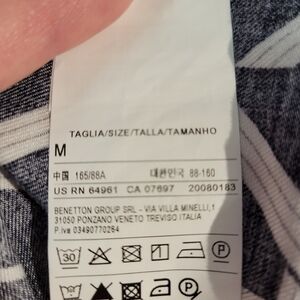 TAGLIA/SIZE/TALLA/TAMANHO
M
中国 165/88A 대한민국 88-160
US RN 64961 CA 07697 20080183
BENETTON GROUP SRL - VIA VILLA MINELLI,1
31050 PONZANO VENETO TREVISO ITALIA
P.iva 03490770264
30 P
P